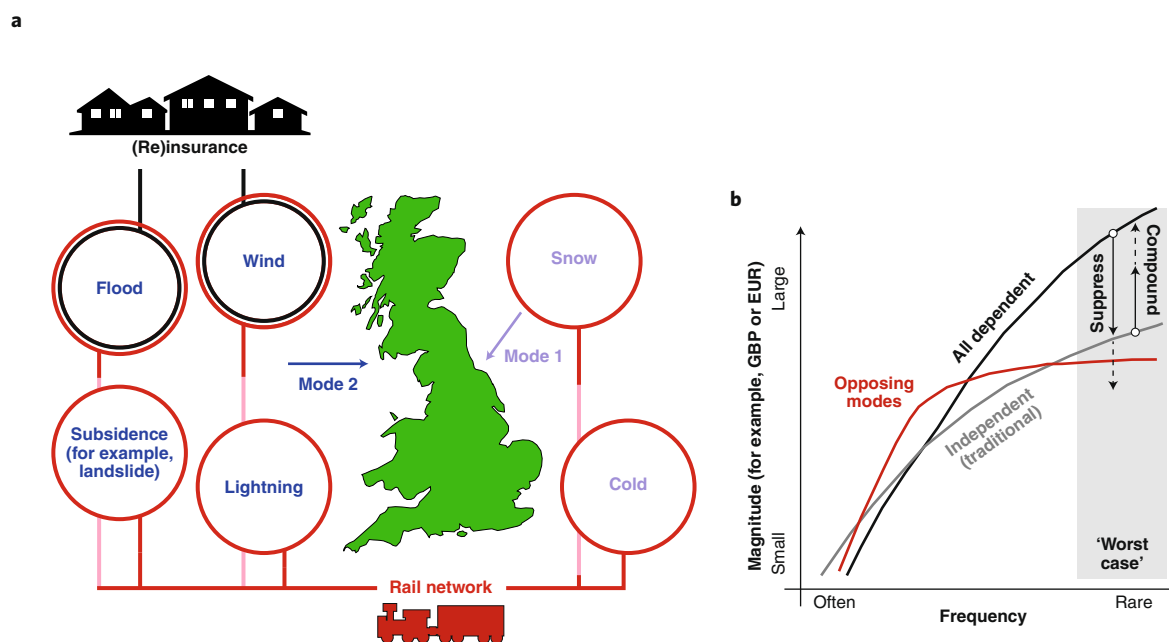 a
(Re)insurance
Flood
Wind
Snow
Mode 1
Mode 2
Subsidence
(for example,
landslide)
Lightning
Cold
Rail network
b
Magnitude (for example, GBP or EUR)
Small
Large
All dependent
Opposing
modes
Independent
(traditional)
Suppress
Compound
‘Worst
case’
Often
Rare
Frequency